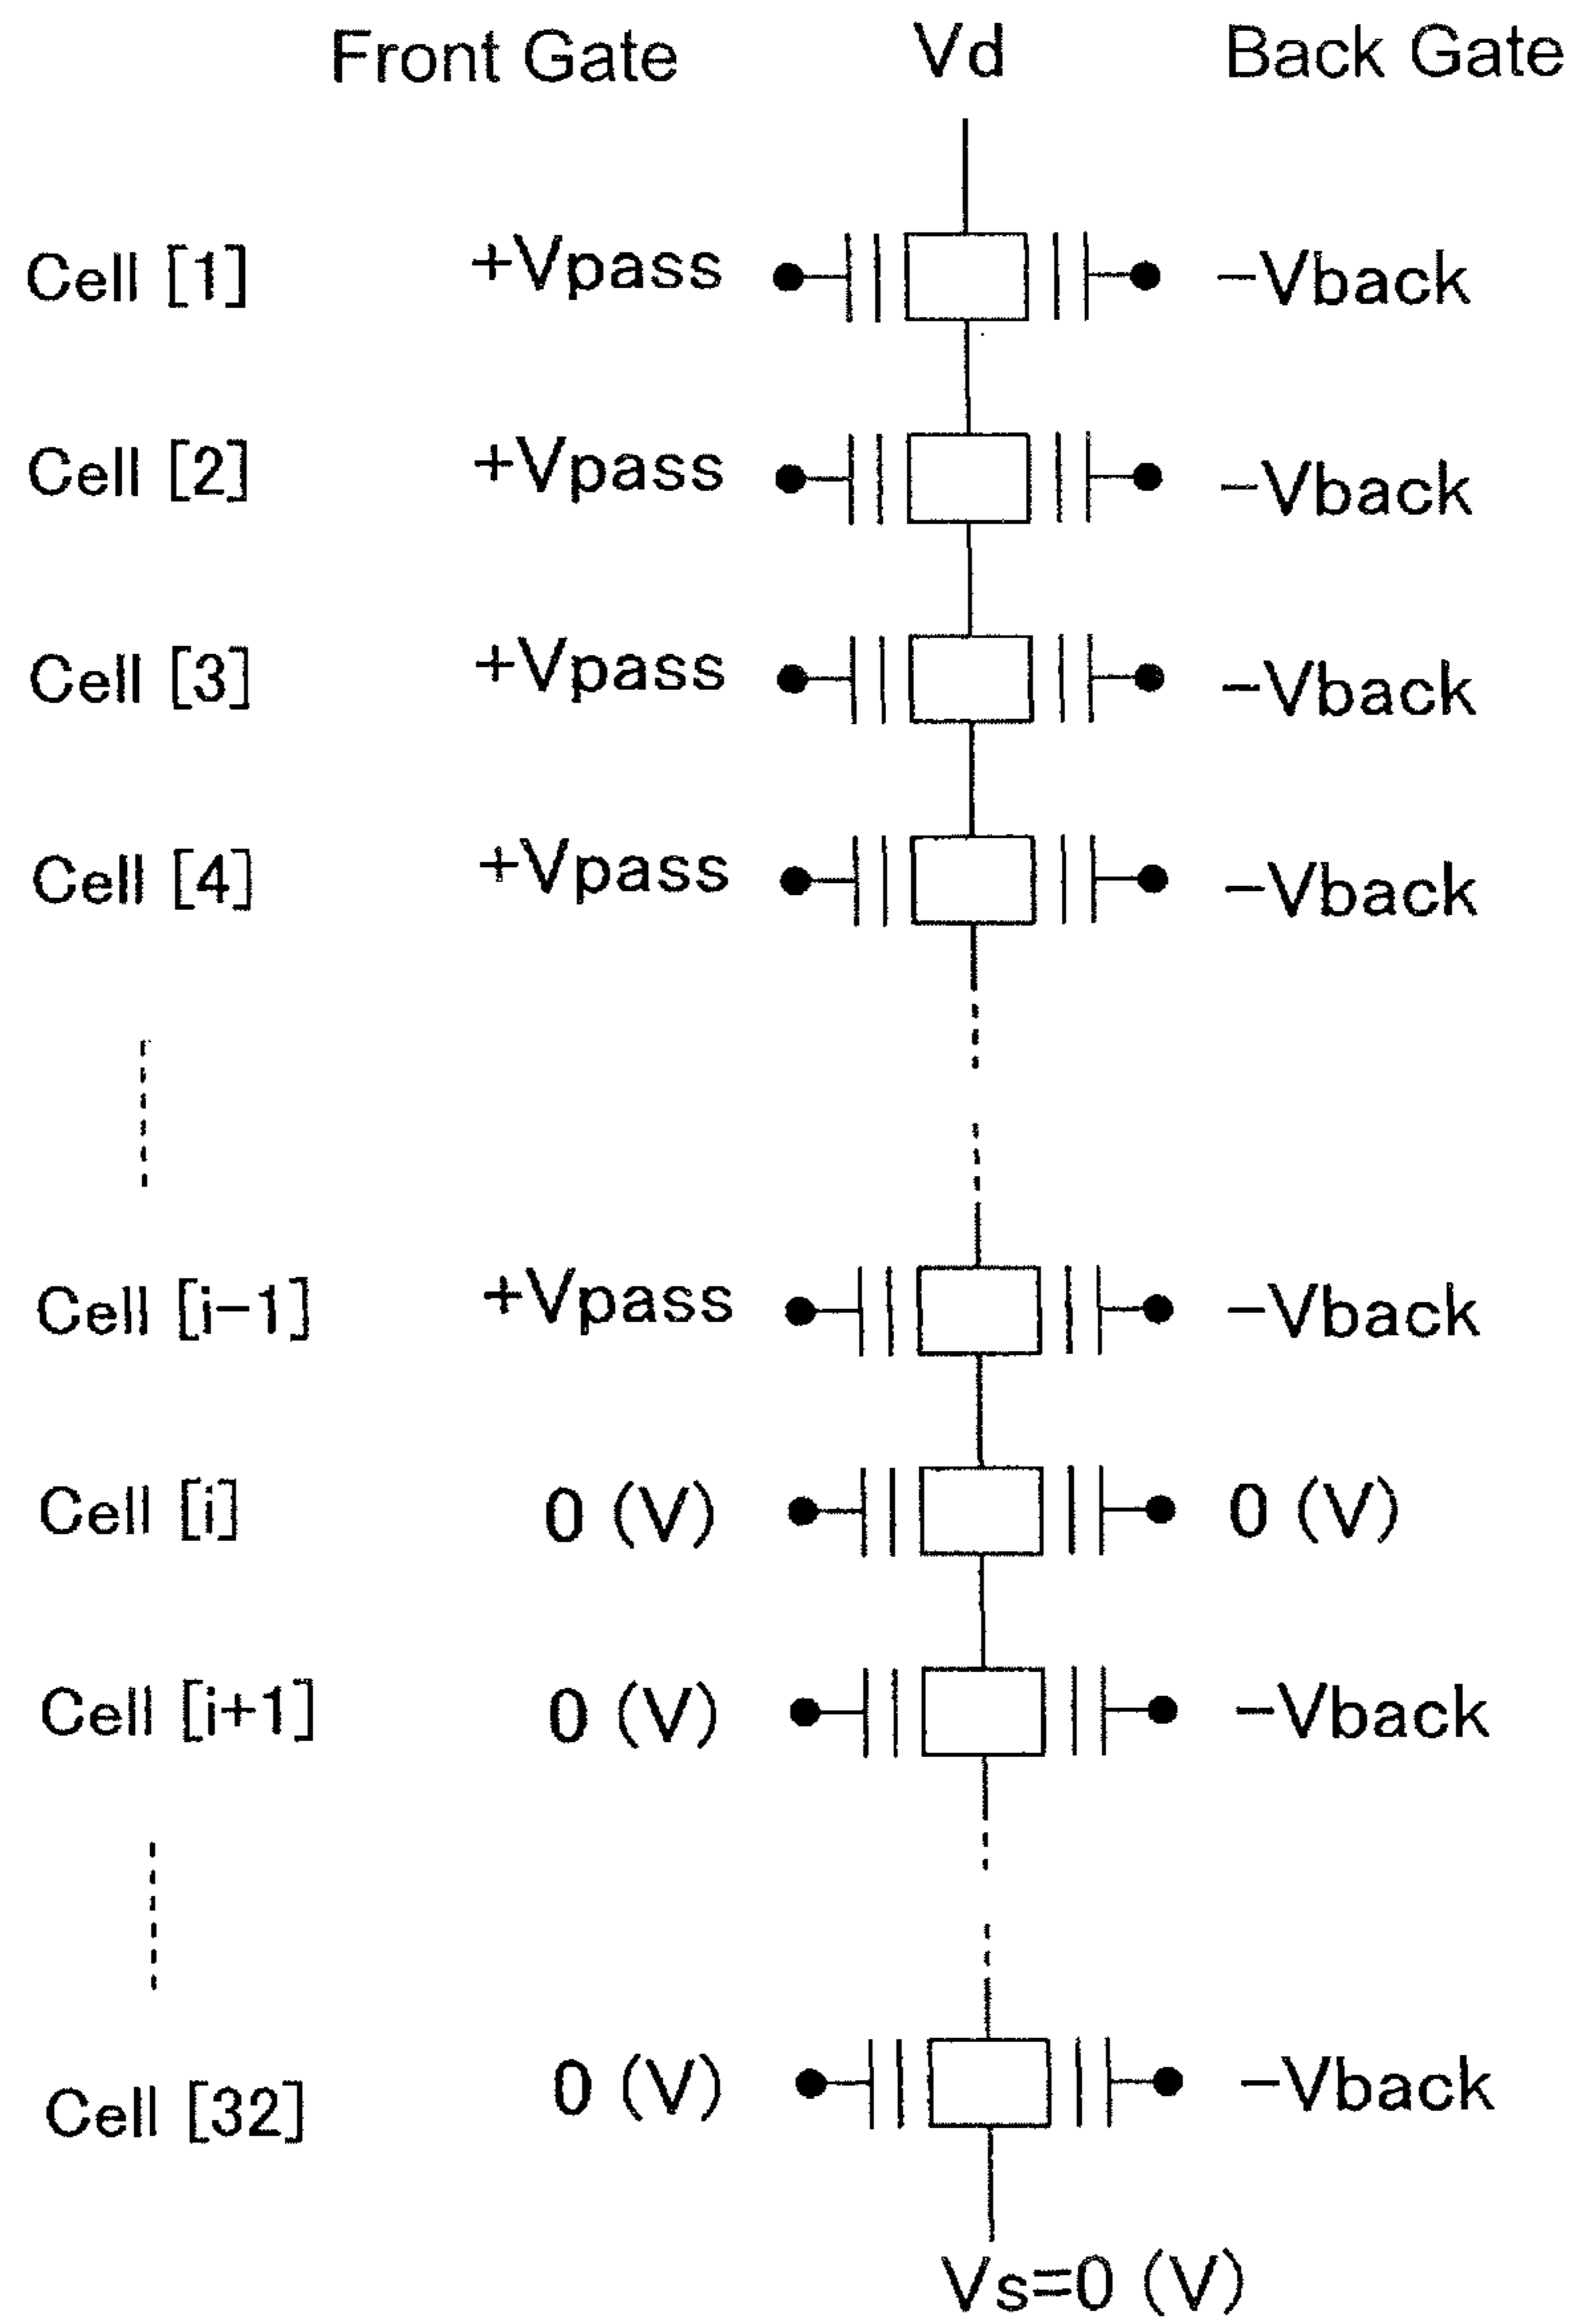 Front Gate Vd Back Gate
Cell [1] +Vpass −Vback
Cell [2] +Vpass −Vback
Cell [3] +Vpass −Vback
Cell [4] +Vpass −Vback
Cell [i−1] +Vpass −Vback
Cell [i] 0 (V) 0 (V)
Cell [i+1] 0 (V) −Vback
Cell [32] 0 (V) −Vback
Vs=0 (V)